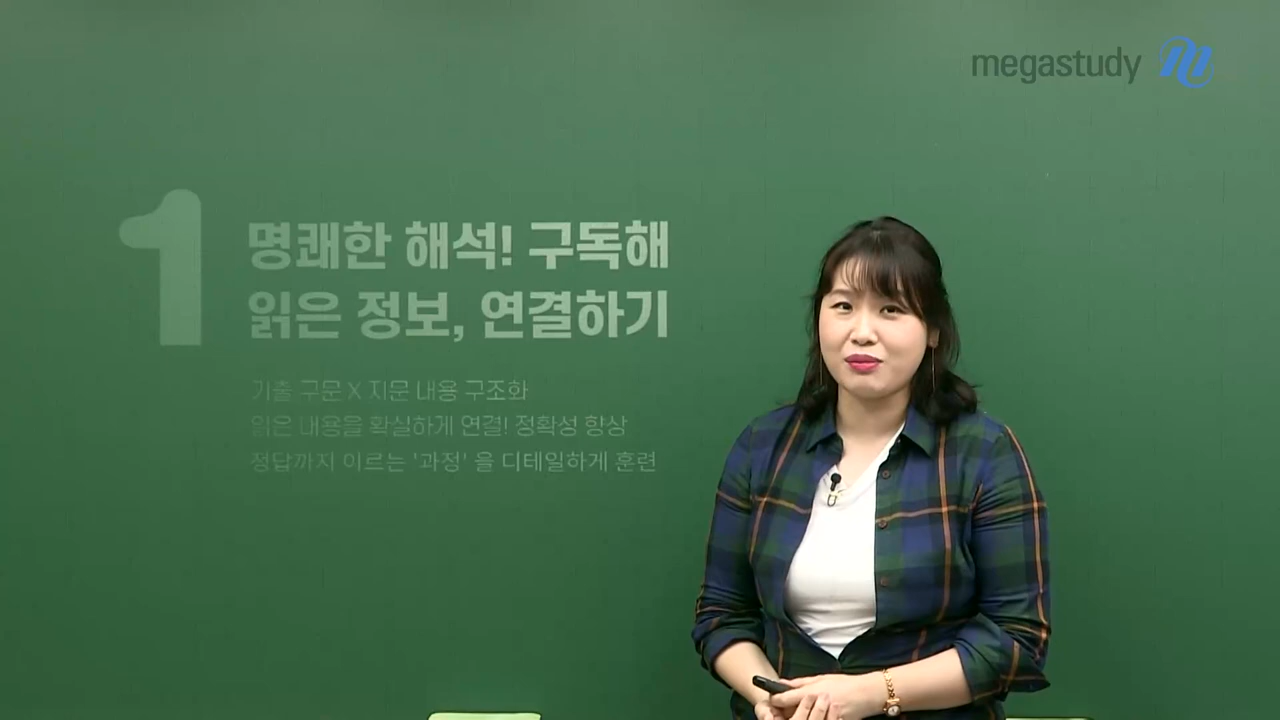 megastudy
1
명쾌한 해석! 구독해
읽은 정보, 연결하기
기출 구문 X 지문 내용 구조화
읽은 내용을 확실하게 연결! 정확성 향상
정답까지 이르는 '과정' 을 디테일하게 훈련